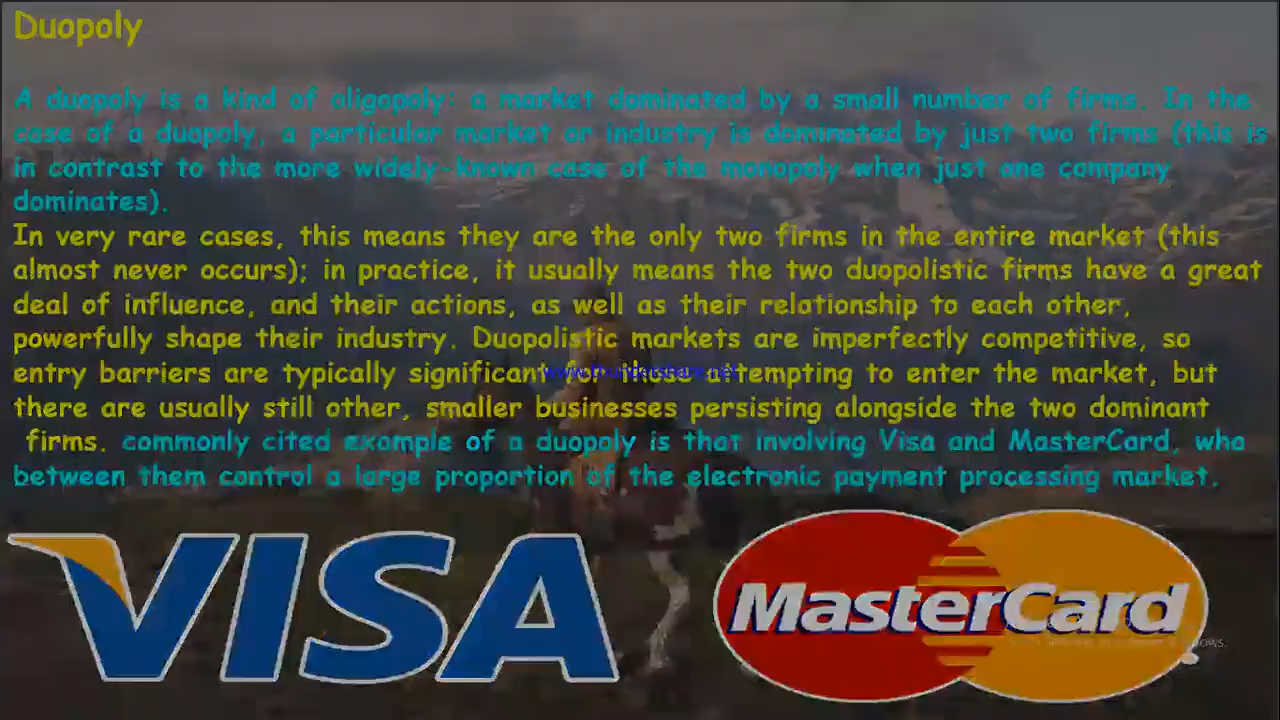 Duopoly
A duopoly is a kind of oligopoly: a market dominated by a small number of firms. In the
case of a duopoly, a particular market or industry is dominated by just two firms (this is
in contrast to the more widely-known case of the monopoly when just one company
dominates).
In very rare cases, this means they are the only two firms in the entire market (this
almost never occurs); in practice, it usually means the two duopolistic firms have a great
deal of influence, and their actions, as well as their relationship to each other,
powerfully shape their industry. Duopolistic markets are imperfectly competitive, so
entry barriers are typically significant to those attempting to enter the market, but
www.thundershare.net
there are usually still other, smaller businesses persisting alongside the two dominant
firms. commonly cited example of a duopoly is that involving Visa and MasterCard, who
between them control a large proportion of the electronic payment processing market.
VISA
MasterCard